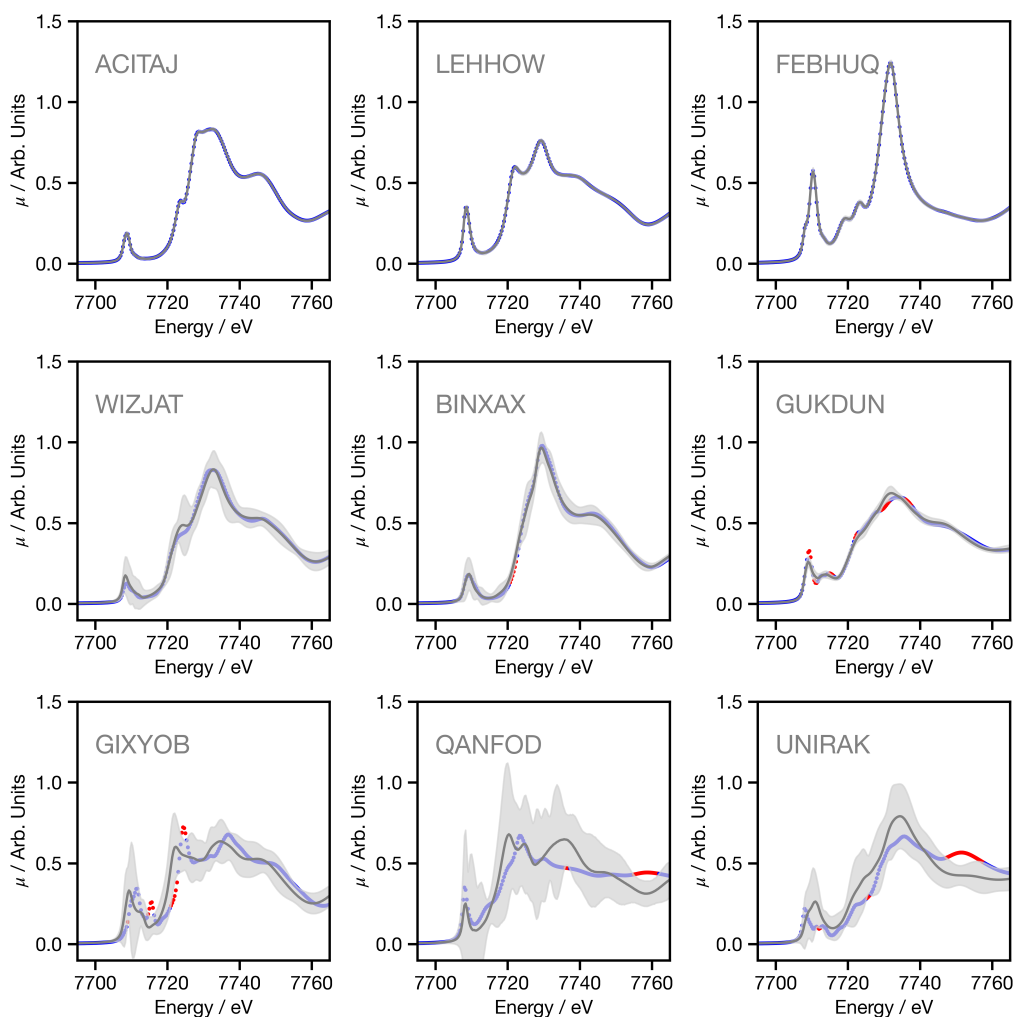 1.5 1.5 1.5
ACITAJ LEHHOW FEBHUQ
1.0 1.0 1.0
μ / Arb. Units μ / Arb. Units μ / Arb. Units
0.5 0.5 0.5
0.0 0.0 0.0
7700 7720 7740 7760 7700 7720 7740 7760 7700 7720 7740 7760
Energy / eV Energy / eV Energy / eV
1.5 1.5 1.5
WIZJAT BINXAX GUKDUN
1.0 1.0 1.0
μ / Arb. Units μ / Arb. Units μ / Arb. Units
0.5 0.5 0.5
0.0 0.0 0.0
7700 7720 7740 7760 7700 7720 7740 7760 7700 7720 7740 7760
Energy / eV Energy / eV Energy / eV
1.5 1.5 1.5
GIXYOB QANFOD UNIRAK
1.0 1.0 1.0
μ / Arb. Units μ / Arb. Units μ / Arb. Units
0.5 0.5 0.5
0.0 0.0 0.0
7700 7720 7740 7760 7700 7720 7740 7760 7700 7720 7740 7760
Energy / eV Energy / eV Energy / eV